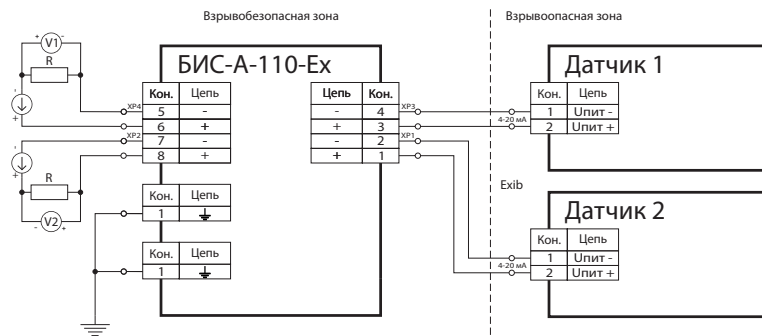 Взрывобезопасная зона
Взрывоопасная зона
+ V1 -
R
-
+
БИС-А-110-Ex
Датчик 1
Кон. Цепь
XP4
5 -
6 +
XP2
7 -
8 +
Цепь Кон.
- 4 XP3
+ 3
- 2 XP1
+ 1
4-20 мА
Кон. Цепь
1 Uпит -
2 Uпит +
-
+
R
- V2 +
Кон. Цепь
1
Кон. Цепь
1
Exib
Датчик 2
4-20 мА
Кон. Цепь
1 Uпит -
2 Uпит +